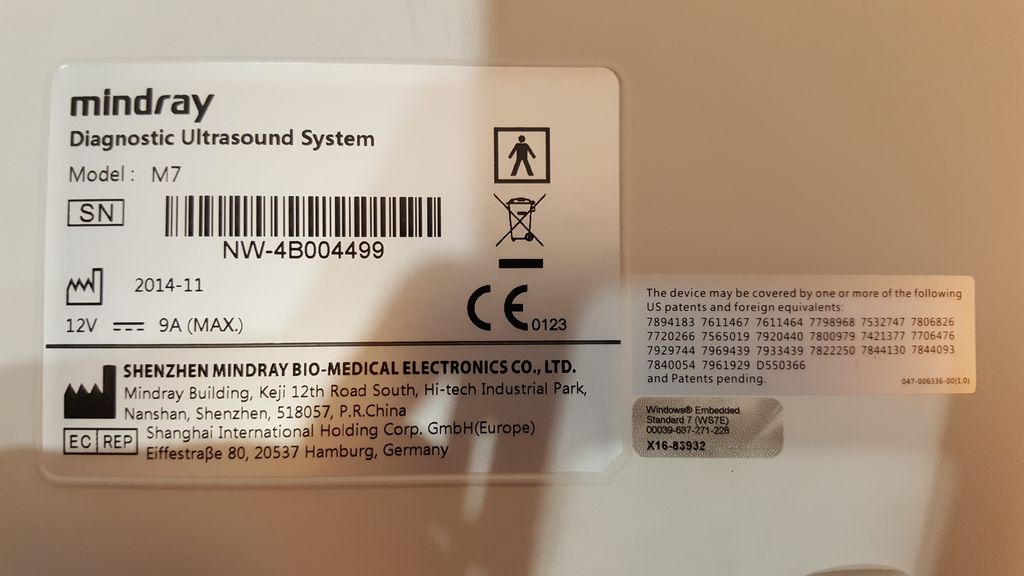 mindray
Diagnostic Ultrasound System
Model : M7
SN
NW-4B004499
2014-11
12V 9A (MAX.)
CE 0123
SHENZHEN MINDRAY BIO-MEDICAL ELECTRONICS CO., LTD.
Mindray Building, Keji 12th Road South, Hi-tech Industrial Park,
Nanshan, Shenzhen, 518057, P.R.China
EC REP
Shanghai International Holding Corp. GmbH(Europe)
Eiffestraβe 80, 20537 Hamburg, Germany
The device may be covered by one or more of the following
US patents and foreign equivalents:
7894183 7611467 7611464 7798968 7532747 7806826
7720266 7565019 7920440 7800979 7421377 7706476
7929744 7969439 7933439 7822250 7844130 7844093
7840054 7961929 D550366
and Patents pending.
047-006336-00(1.0)
Windows® Embedded
Standard 7 (WS7E)
00039-687-271-228
X16-83932